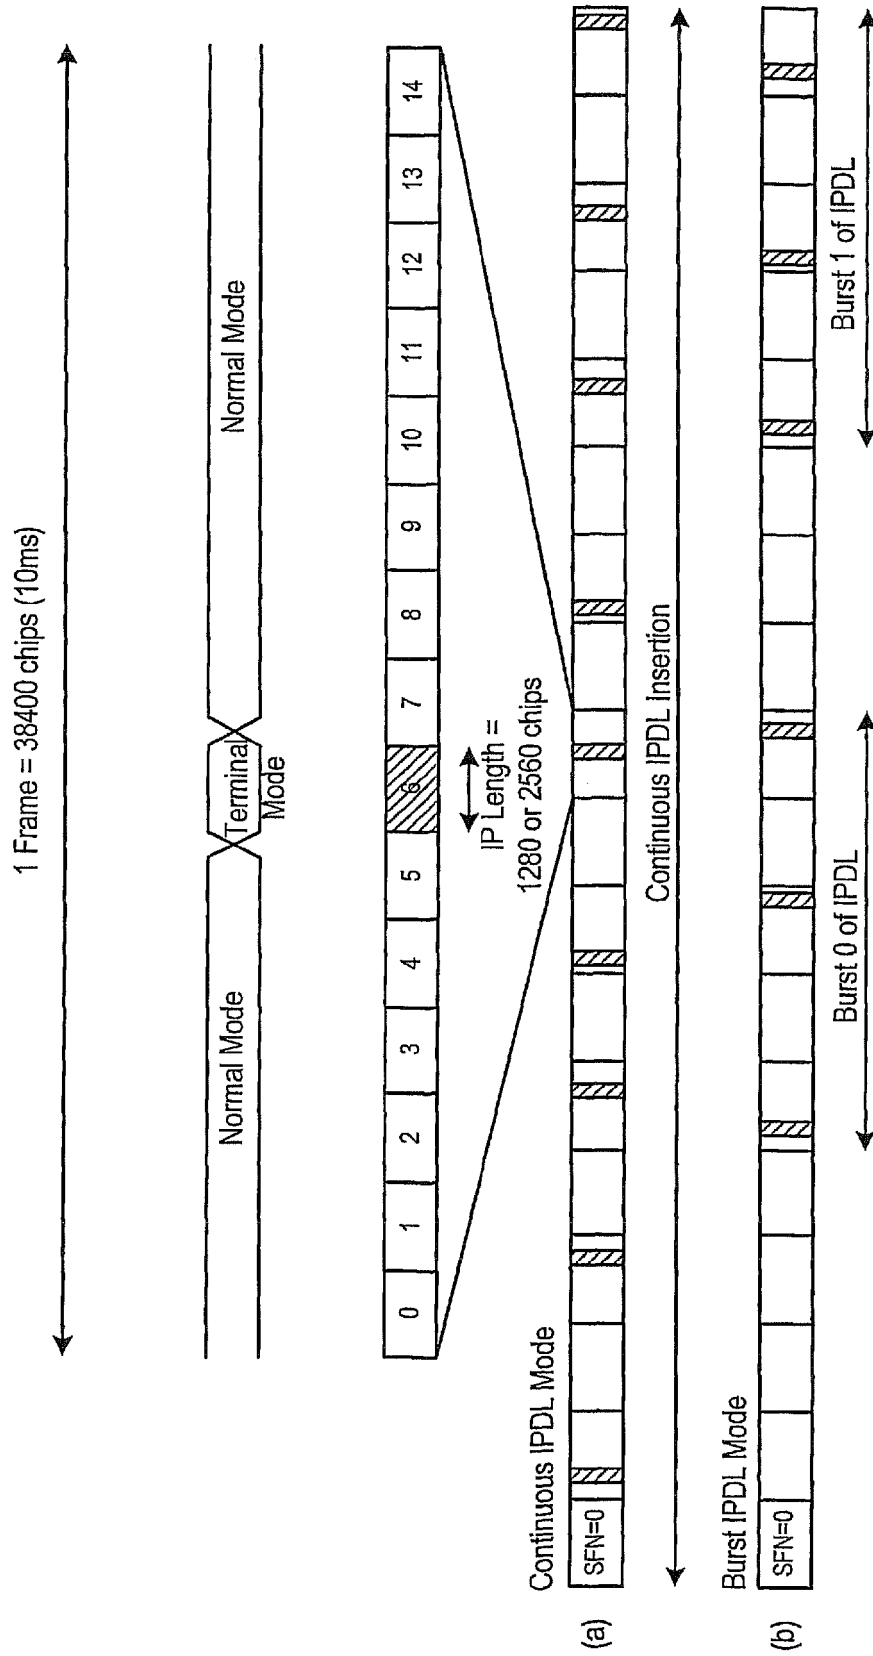 1 Frame = 38400 chips (10ms)
Normal Mode
Terminal
Mode
Normal Mode
0 1 2 3 4 5 6 7 8 9 10 11 12 13 14
IP Length =
1280 or 2560 chips
Continuous IPDL Mode
(a)
SFN=0
Continuous IPDL Insertion
Burst IPDL Mode
(b)
SFN=0
Burst 0 of IPDL
Burst 1 of IPDL